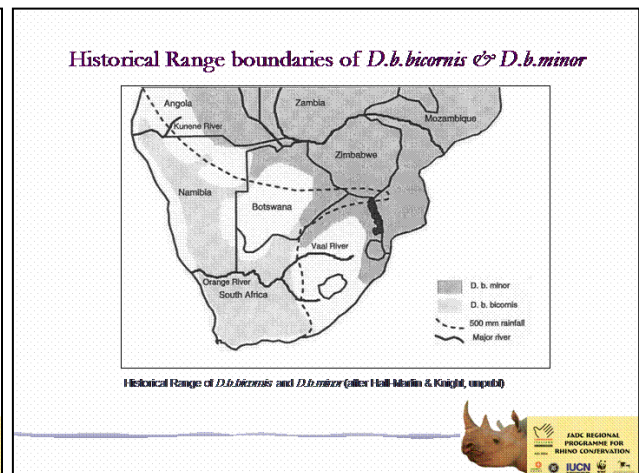 Historical Range boundaries of D.b.bicornis & D.b.minor
Angola
Zambia
Kunene River
Mozambique
Zimbabwe
Namibia
Botswana
Vaal River
Orange River
South Africa
D. b. minor
D. b. bicornis
500 mm rainfall
Major river
Historical Range of D.b.bicornis and D.b.minor (after Hall-Martin & Knight, unpubl)
SADC REGIONAL
PROGRAMME FOR
RHINO CONSERVATION
IUCN